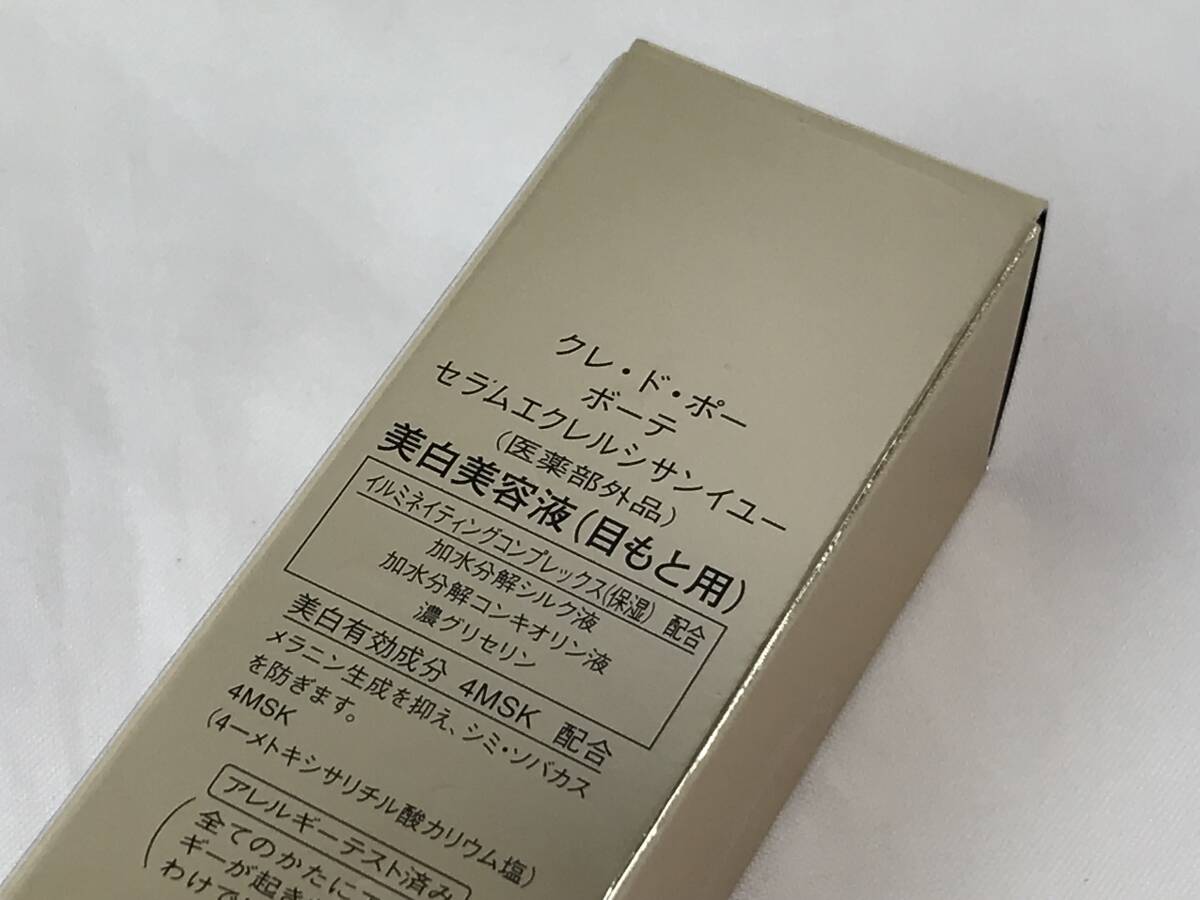 クレ・ド・ポー
ボーテ
セラムエクレルシサンイユー
(医薬部外品)
美白美容液(目もと用)
イルミネイティングコンプレックス(保湿) 配合
加水分解シルク液
加水分解コンキオリン液
濃グリセリン
美白有効成分 4MSK 配合
メラニン生成を抑え、シミ・ソバカス
を防ぎます。
4MSK
(4ーメトキシサリチル酸カリウム塩)
アレルギーテスト済み
全てのかたにア
ギーが起き
わけで